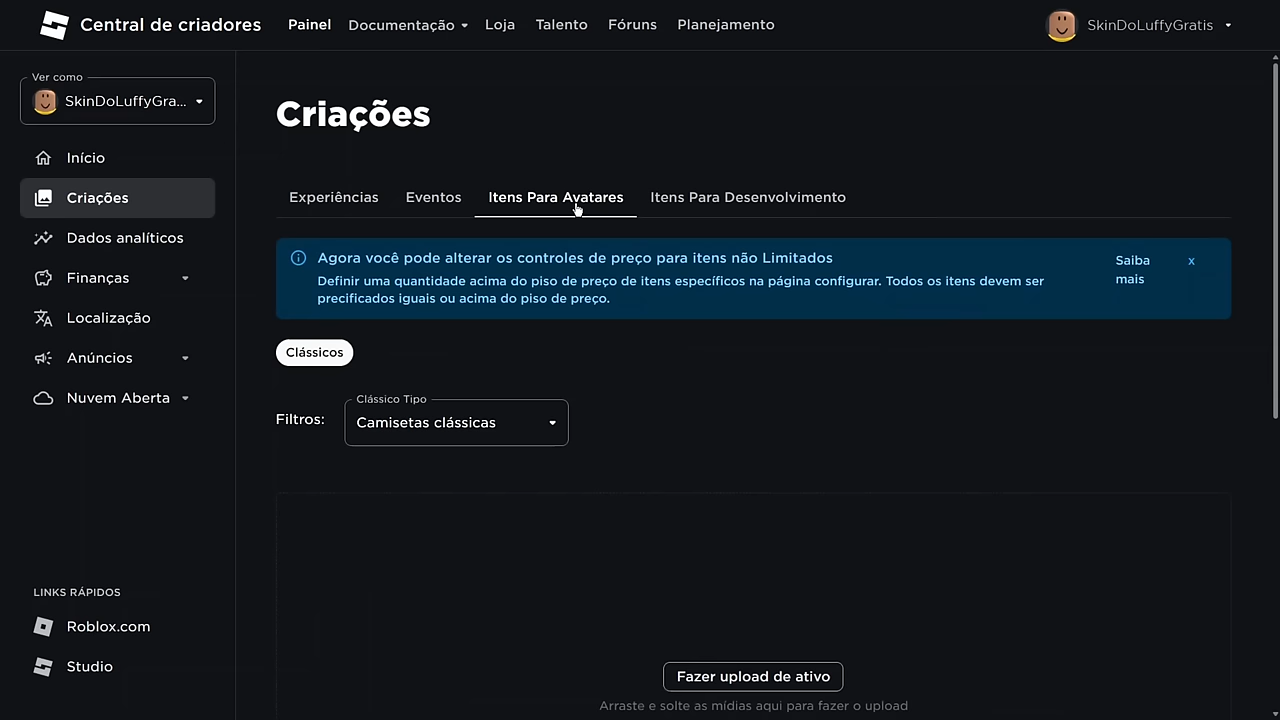 Central de criadores
Painel
Documentação
Loja
Talento
Fóruns
Planejamento
SkinDoLuffyGratis
Ver como
SkinDoLuffyGra...
Início
Criações
Dados analíticos
Finanças
Localização
Anúncios
Nuvem Aberta
LINKS RÁPIDOS
Roblox.com
Studio
Criações
Experiências
Eventos
Itens Para Avatares
Itens Para Desenvolvimento
Agora você pode alterar os controles de preço para itens não Limitados
Definir uma quantidade acima do piso de preço de itens específicos na página configurar. Todos os itens devem ser
precificados iguais ou acima do piso de preço.
Saiba
mais
x
Clássicos
Filtros:
Clássico Tipo
Camisetas clássicas
Fazer upload de ativo
Arraste e solte as mídias aqui para fazer o upload